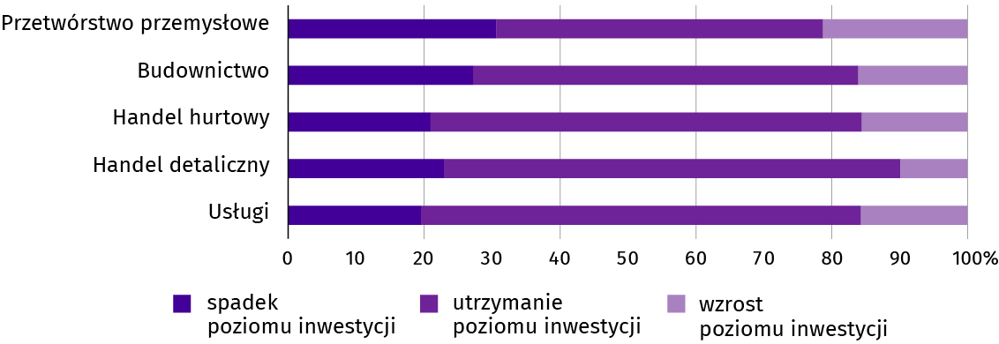 Przetwórstwo przemysłowe
Budownictwo
Handel hurtowy
Handel detaliczny
Usługi
0 10 20 30 40 50 60 70 80 90 100%
spadek
poziomu inwestycji
utrzymanie
poziomu inwestycji
wzrost
poziomu inwestycji